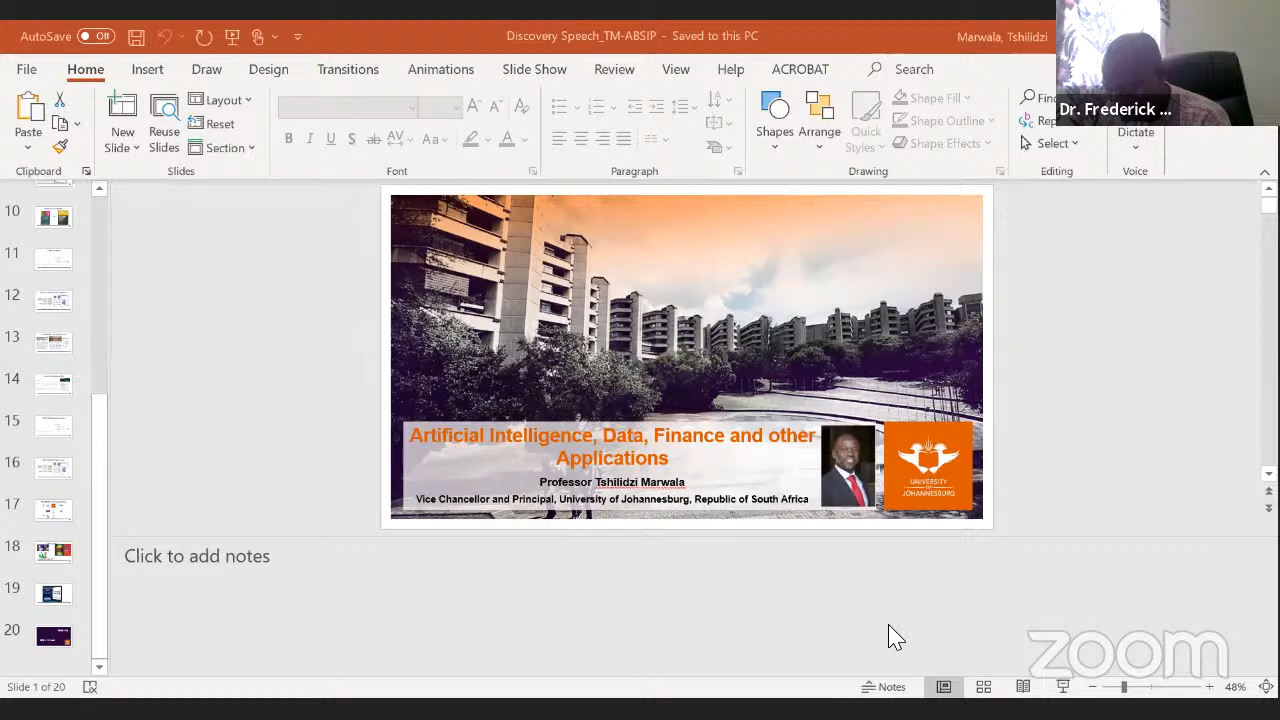 AutoSave Off
Discovery Speech_TM-ABSIP - Saved to this PC
Marwala, Tshilidzi
File Home Insert Draw Design Transitions Animations Slide Show Review View Help ACROBAT Search
Paste
New Slide
Reuse Slides
Layout
Reset
Section
B I U S ab AV Aa A
Shapes
Arrange
Quick Styles
Shape Fill
Shape Outline
Shape Effects
Select
Dictate
Dr. Frederick ...
Clipboard Slides Font Paragraph Drawing Editing Voice
10
11
12
13
14
15
16
17
18
19
20
Artificial Intelligence, Data, Finance and other
Applications
Professor Tshilidzi Marwala
Vice Chancellor and Principal, University of Johannesburg, Republic of South Africa
UNIVERSITY
OF
JOHANNESBURG
Click to add notes
zoom
Slide 1 of 20
Notes
48%